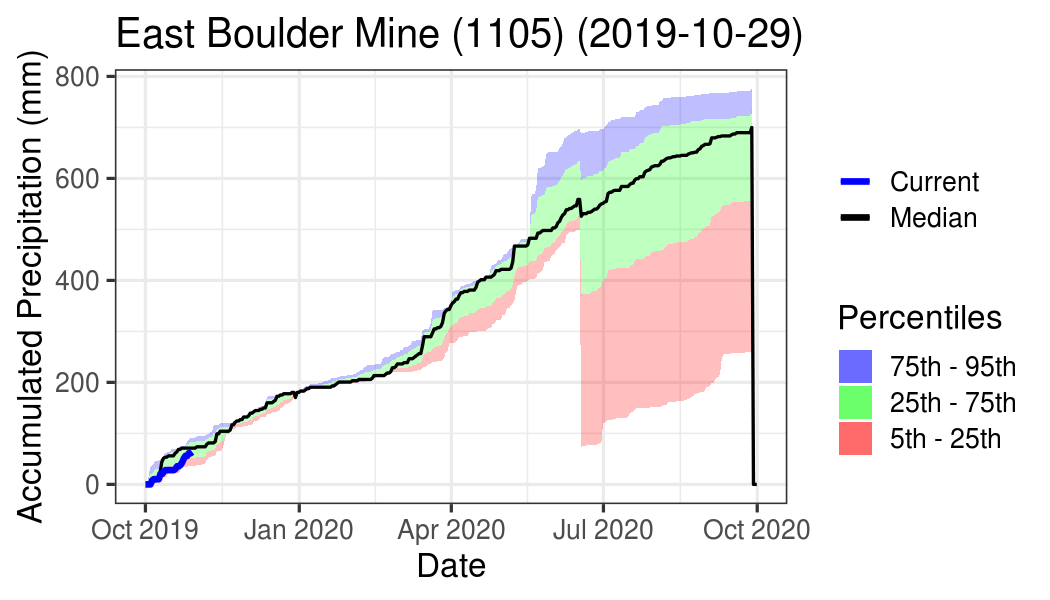 East Boulder Mine (1105) (2019-10-29)
Accumulated Precipitation (mm)
800
600
400
200
0
Oct 2019
Jan 2020
Apr 2020
Jul 2020
Oct 2020
Date
Current
Median
Percentiles
75th - 95th
25th - 75th
5th - 25th